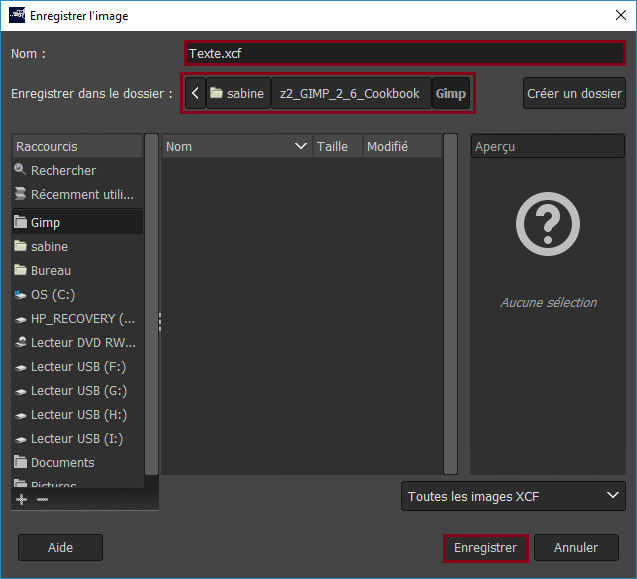 Enregistrer l'image
Nom :
Texte.xcf
Enregistrer dans le dossier :
sabine
z2_GIMP_2_6_Cookbook
Gimp
Créer un dossier
Raccourcis
Nom
Taille
Modifié
Aperçu
Rechercher
Récemment utili...
Gimp
sabine
Bureau
OS (C:)
HP_RECOVERY (...
Lecteur DVD RW...
Lecteur USB (F:)
Lecteur USB (G:)
Lecteur USB (H:)
Lecteur USB (I:)
Documents
Pictures
Aucune sélection
Toutes les images XCF
Aide
Enregistrer
Annuler